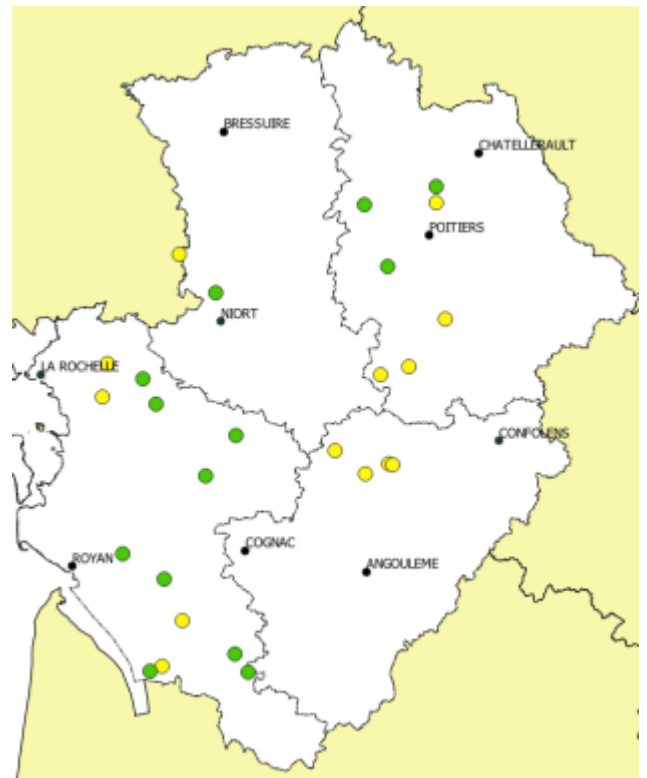 BRESSUIRE
CHATELLERAULT
POITIERS
NIORT
LA ROCHELLE
CONFOLENS
COGNAC
ROYAN
ANGOULEME